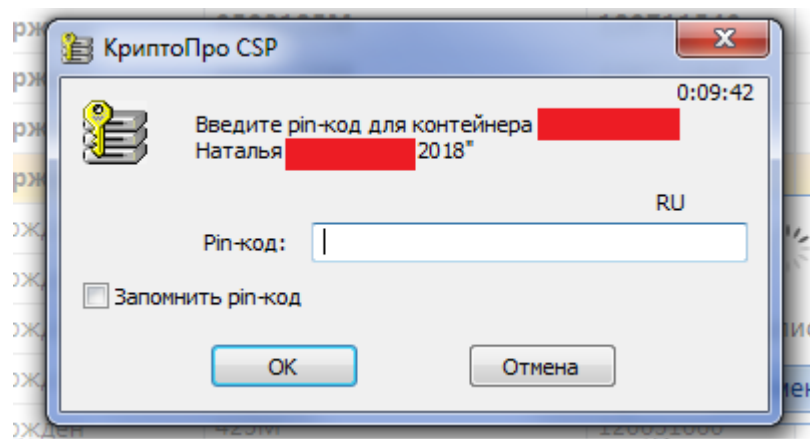 КриптоПро CSP
0:09:42
Введите pin-код для контейнера
Наталья 2018"
RU
Pin-код:
Запомнить pin-код
OK
Отмена